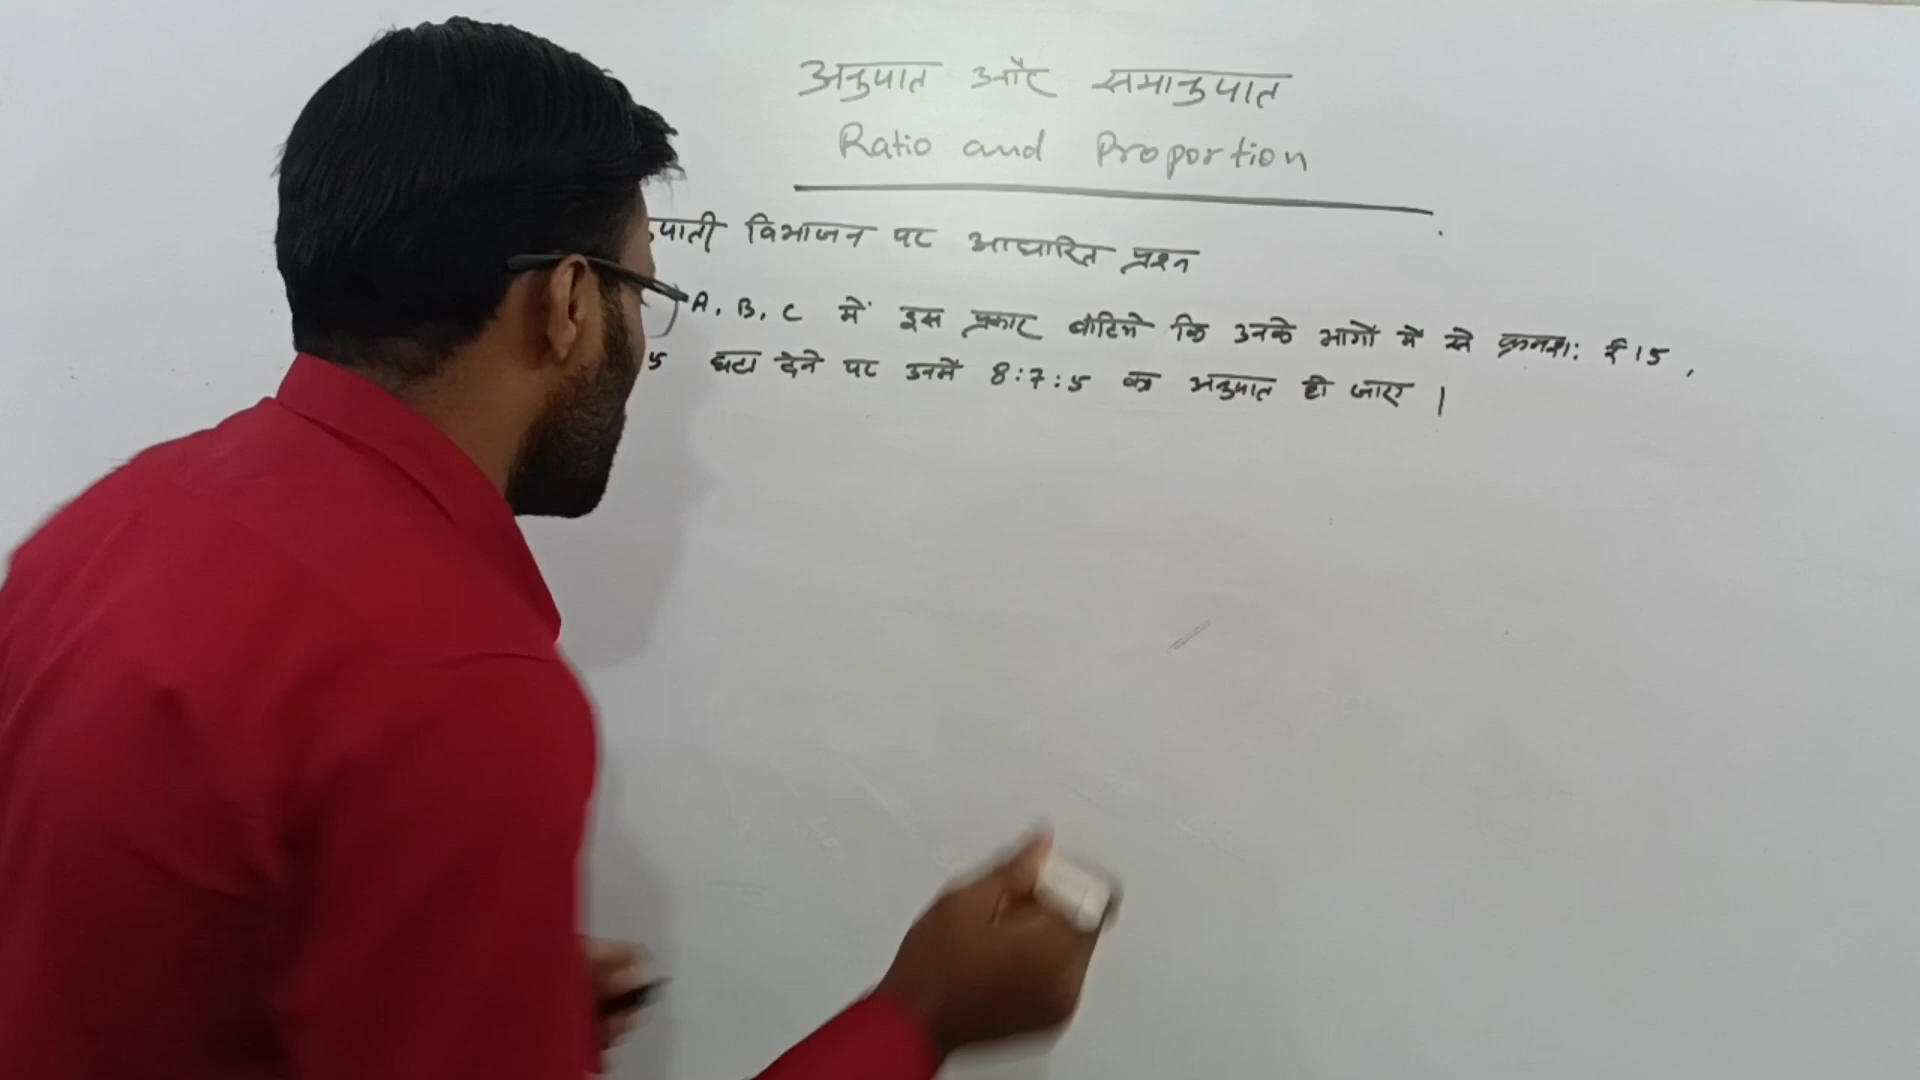 अनुपात और समानुपात
Ratio and Proportion
पाती विभाजन पर आधारित प्रश्न
A, B, C में इस प्रकार बाँटिये कि उनके भागों में से क्रमशः ₹ 15,
5 घटा देने पर उनमें 8:7:5 का अनुपात हो जाए।